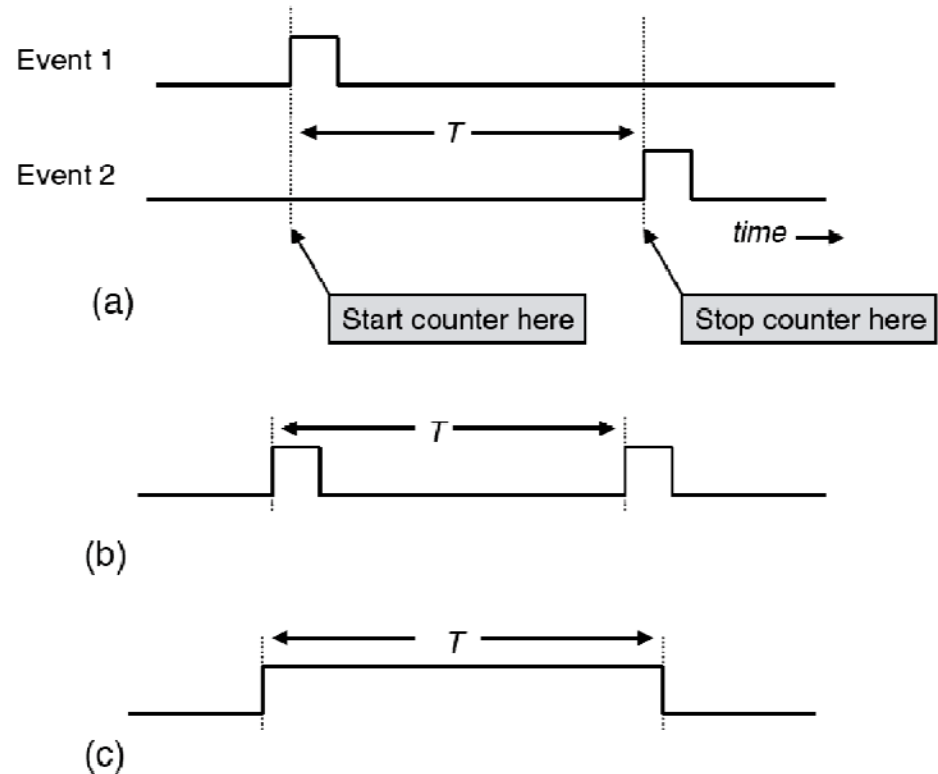 Event 1
T
Event 2
time
(a)
Start counter here
Stop counter here
T
(b)
T
(c)